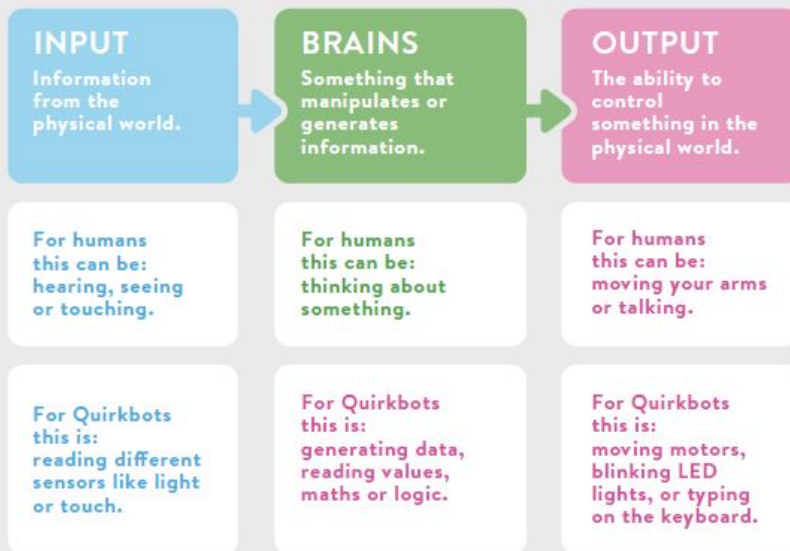 INPUT
Information
from the
physical world.
BRAINS
Something that
manipulates or
generates
information.
OUTPUT
The ability to
control
something in the
physical world.
For humans
this can be:
hearing, seeing
or touching.
For humans
this can be:
thinking about
something.
For humans
this can be:
moving your arms
or talking.
For Quirkbots
this is:
reading different
sensors like light
or touch.
For Quirkbots
this is:
generating data,
reading values,
maths or logic.
For Quirkbots
this is:
moving motors,
blinking LED
lights, or typing
on the keyboard.